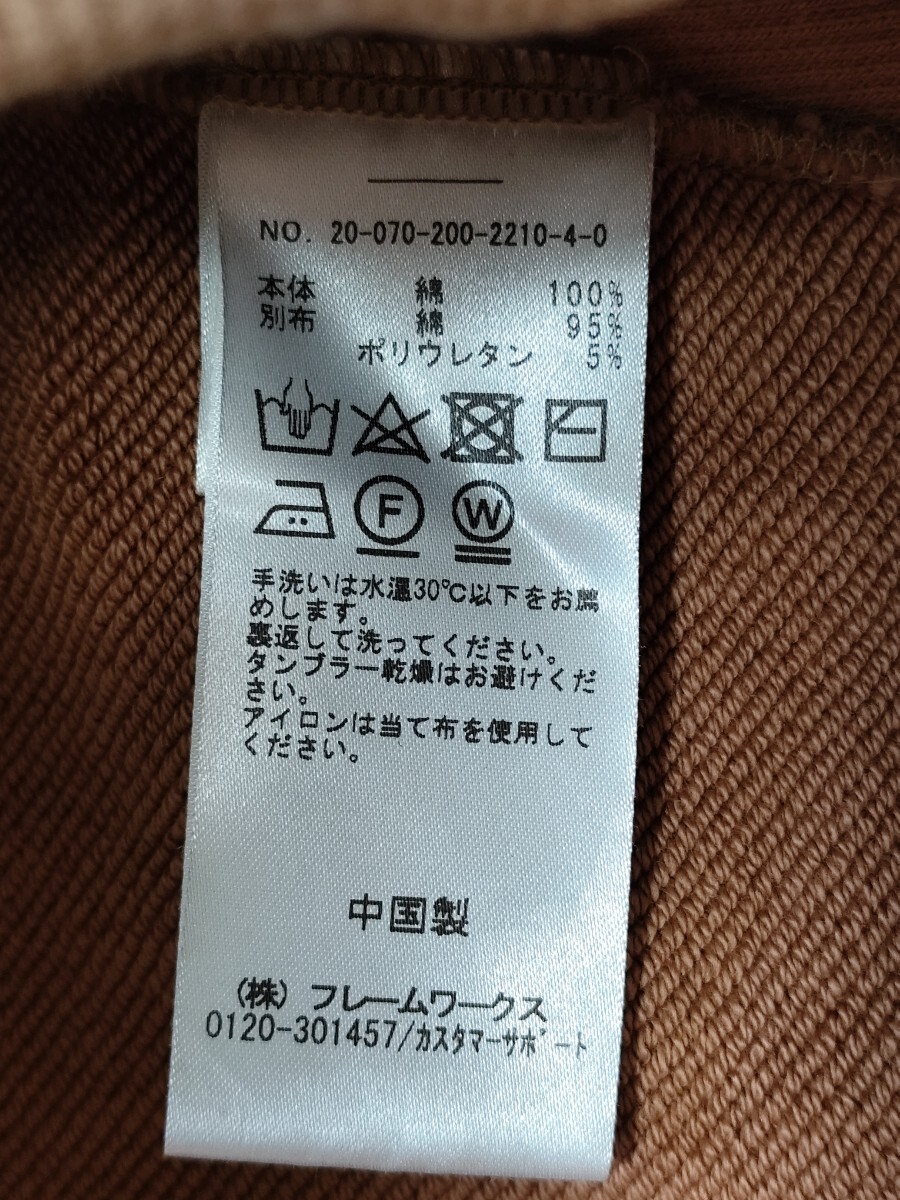 NO. 20-070-200-2210-4-0
本体 綿 100%
別布 綿 95%
ポリウレタン 5%
F W
手洗いは水温30℃以下をお薦
めします。
裏返して洗ってください。
タンブラー乾燥はお避けくだ
さい。
アイロンは当て布を使用して
ください。
中国製
(株) フレームワークス
0120-301457/カスタマーサポート